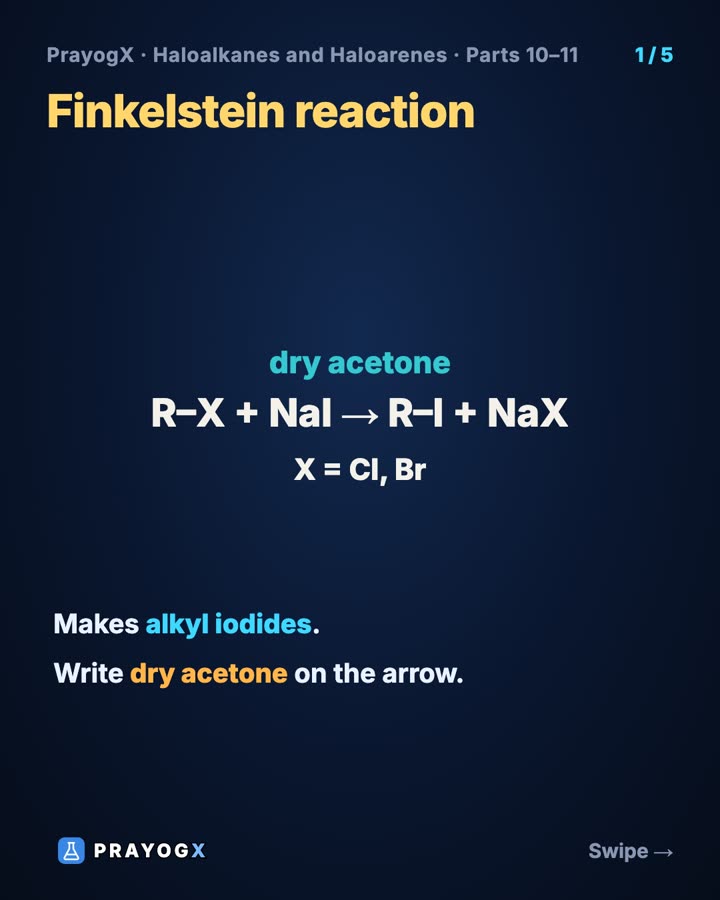 PrayogX · Haloalkanes and Haloarenes · Parts 10–11
1 / 5
Finkelstein reaction
dry acetone
R–X + NaI → R–I + NaX
X = Cl, Br
Makes alkyl iodides.
Write dry acetone on the arrow.
PRAYOGX
Swipe →